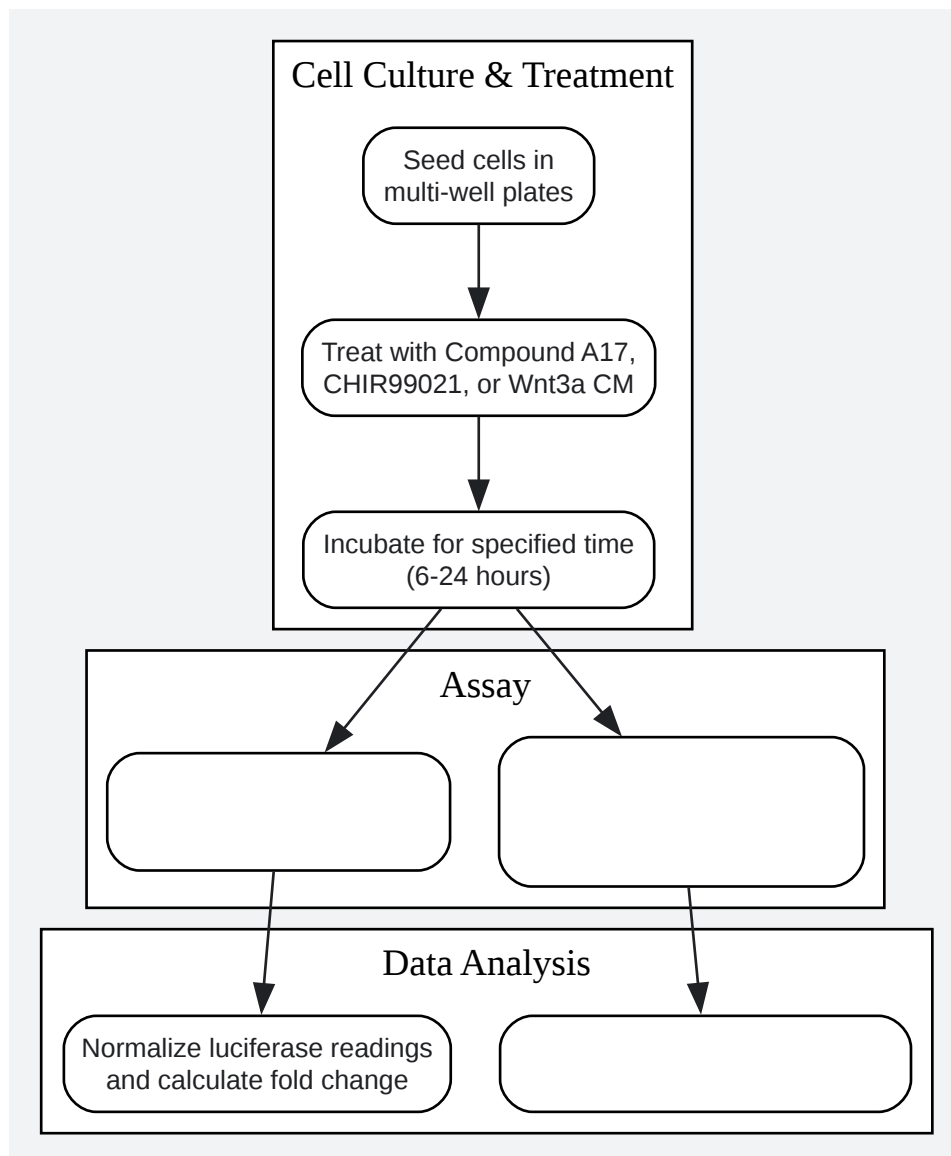 Cell Culture & Treatment
Seed cells in
multi-well plates
Treat with Compound A17,
CHIR99021, or Wnt3a CM
Incubate for specified time
(6-24 hours)
Assay
Data Analysis
Normalize luciferase readings
and calculate fold change